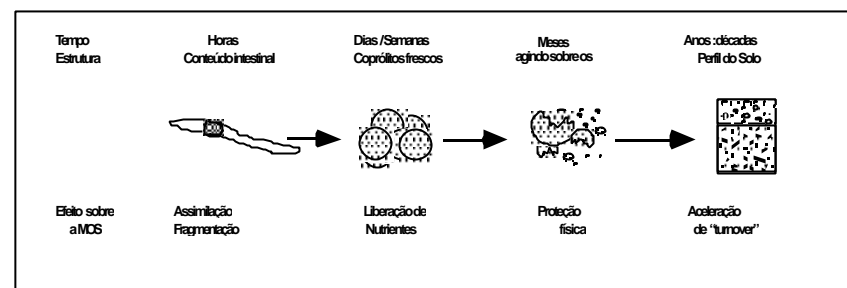 Tempo Horas Dias/Semanas Meses Anos:décadas
Estrutura Conteúdo intestinal Coprólitos frescos agindo sobre os Perfil do Solo
Efeito sobre Assimilação Liberação de Proteção Aceleração
a MOS Fragmentação Nutrientes física de “turnover”